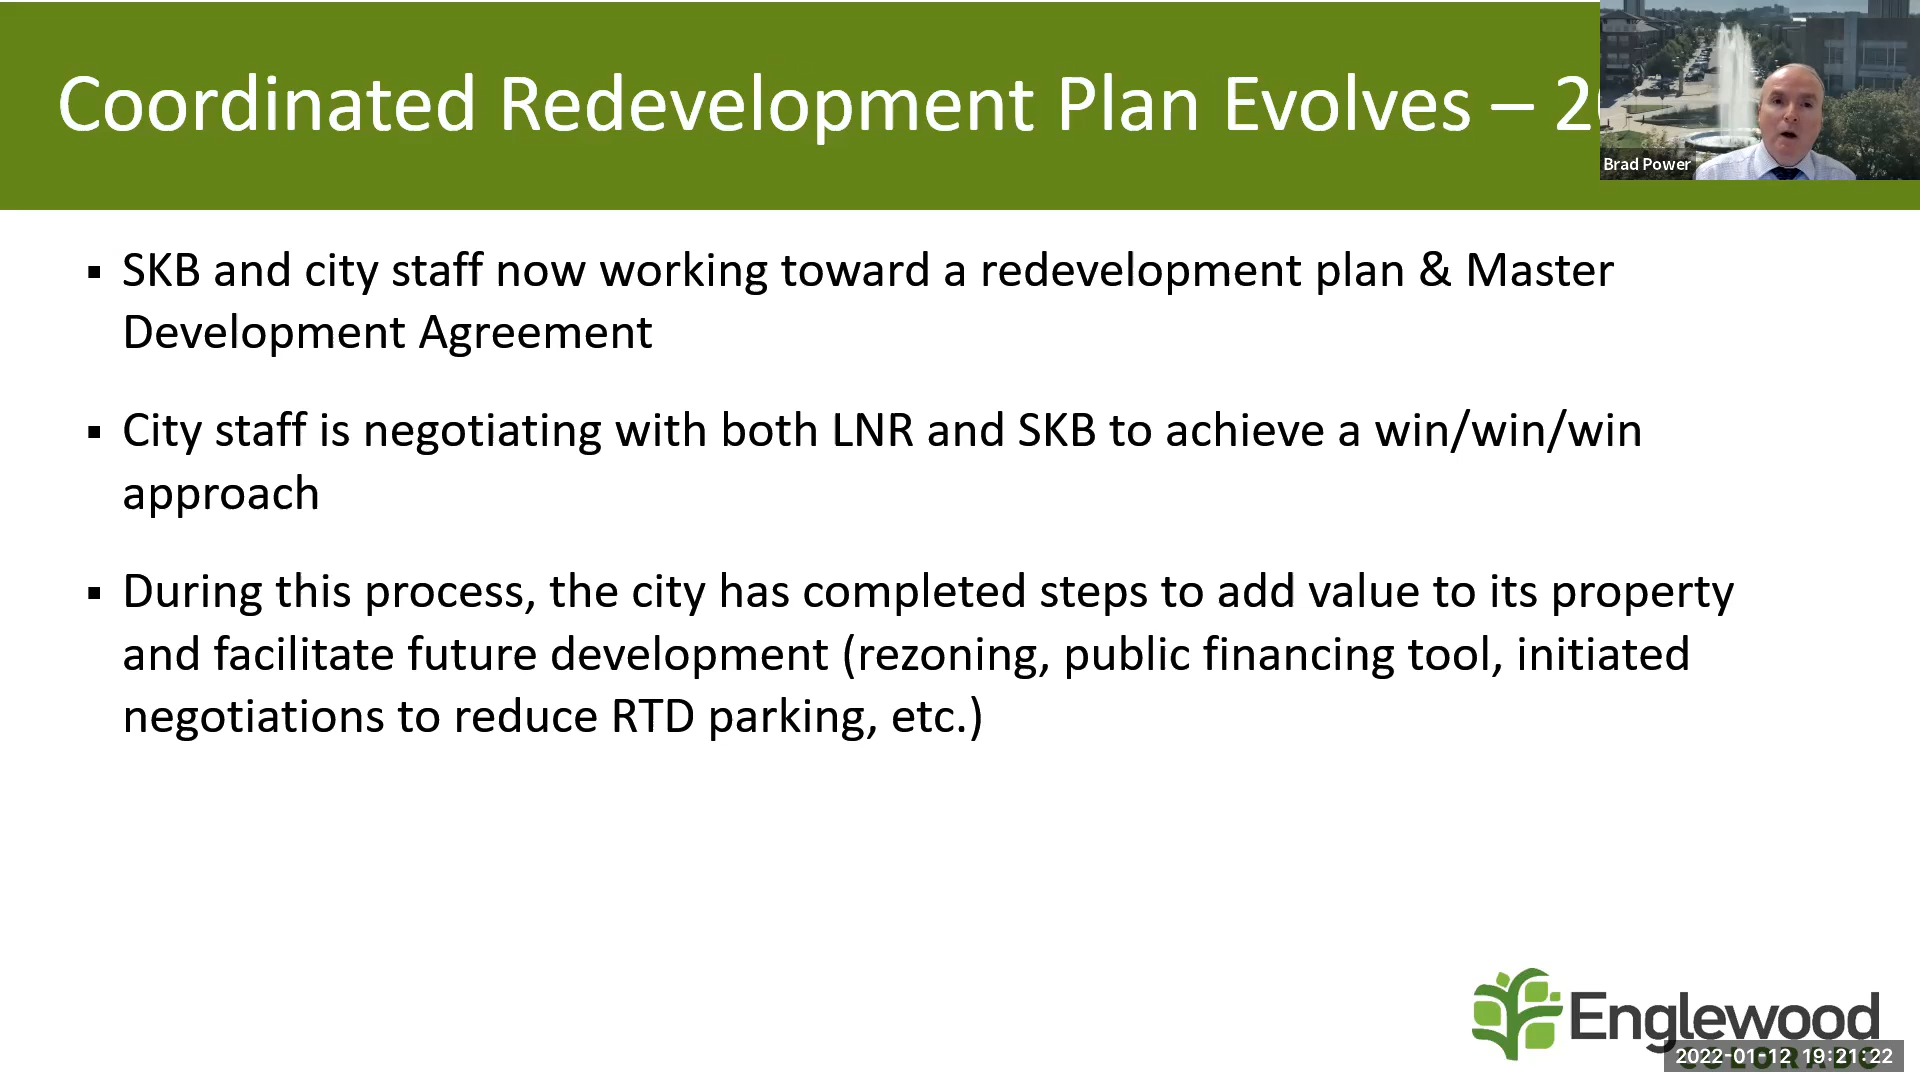 Coordinated Redevelopment Plan Evolves – 2
Brad Power
▪ SKB and city staff now working toward a redevelopment plan & Master
Development Agreement
▪ City staff is negotiating with both LNR and SKB to achieve a win/win/win
approach
▪ During this process, the city has completed steps to add value to its property
and facilitate future development (rezoning, public financing tool, initiated
negotiations to reduce RTD parking, etc.)
Englewood
COLORADO
2022-01-12 19:21:22